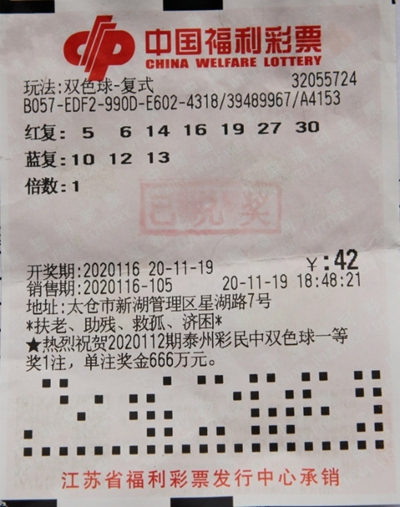 中国福利彩票
CHINA WELFARE LOTTERY
玩法:双色球-复式 32055724
B057-EDF2-990D-E602-4318/39489967/A4153
红复: 5 6 14 16 19 27 30
蓝复:10 12 13
倍数:1
已兑奖
开奖期:2020116 20-11-19 ￥:42
销售期:2020116-105 20-11-19 18:48:21
地址:太仓市新湖管理区星湖路7号
*扶老、助残、救孤、济困*
★热烈祝贺2020112期泰州彩民中双色球一等
奖1注，单注奖金666万元。
江苏省福利彩票发行中心承销